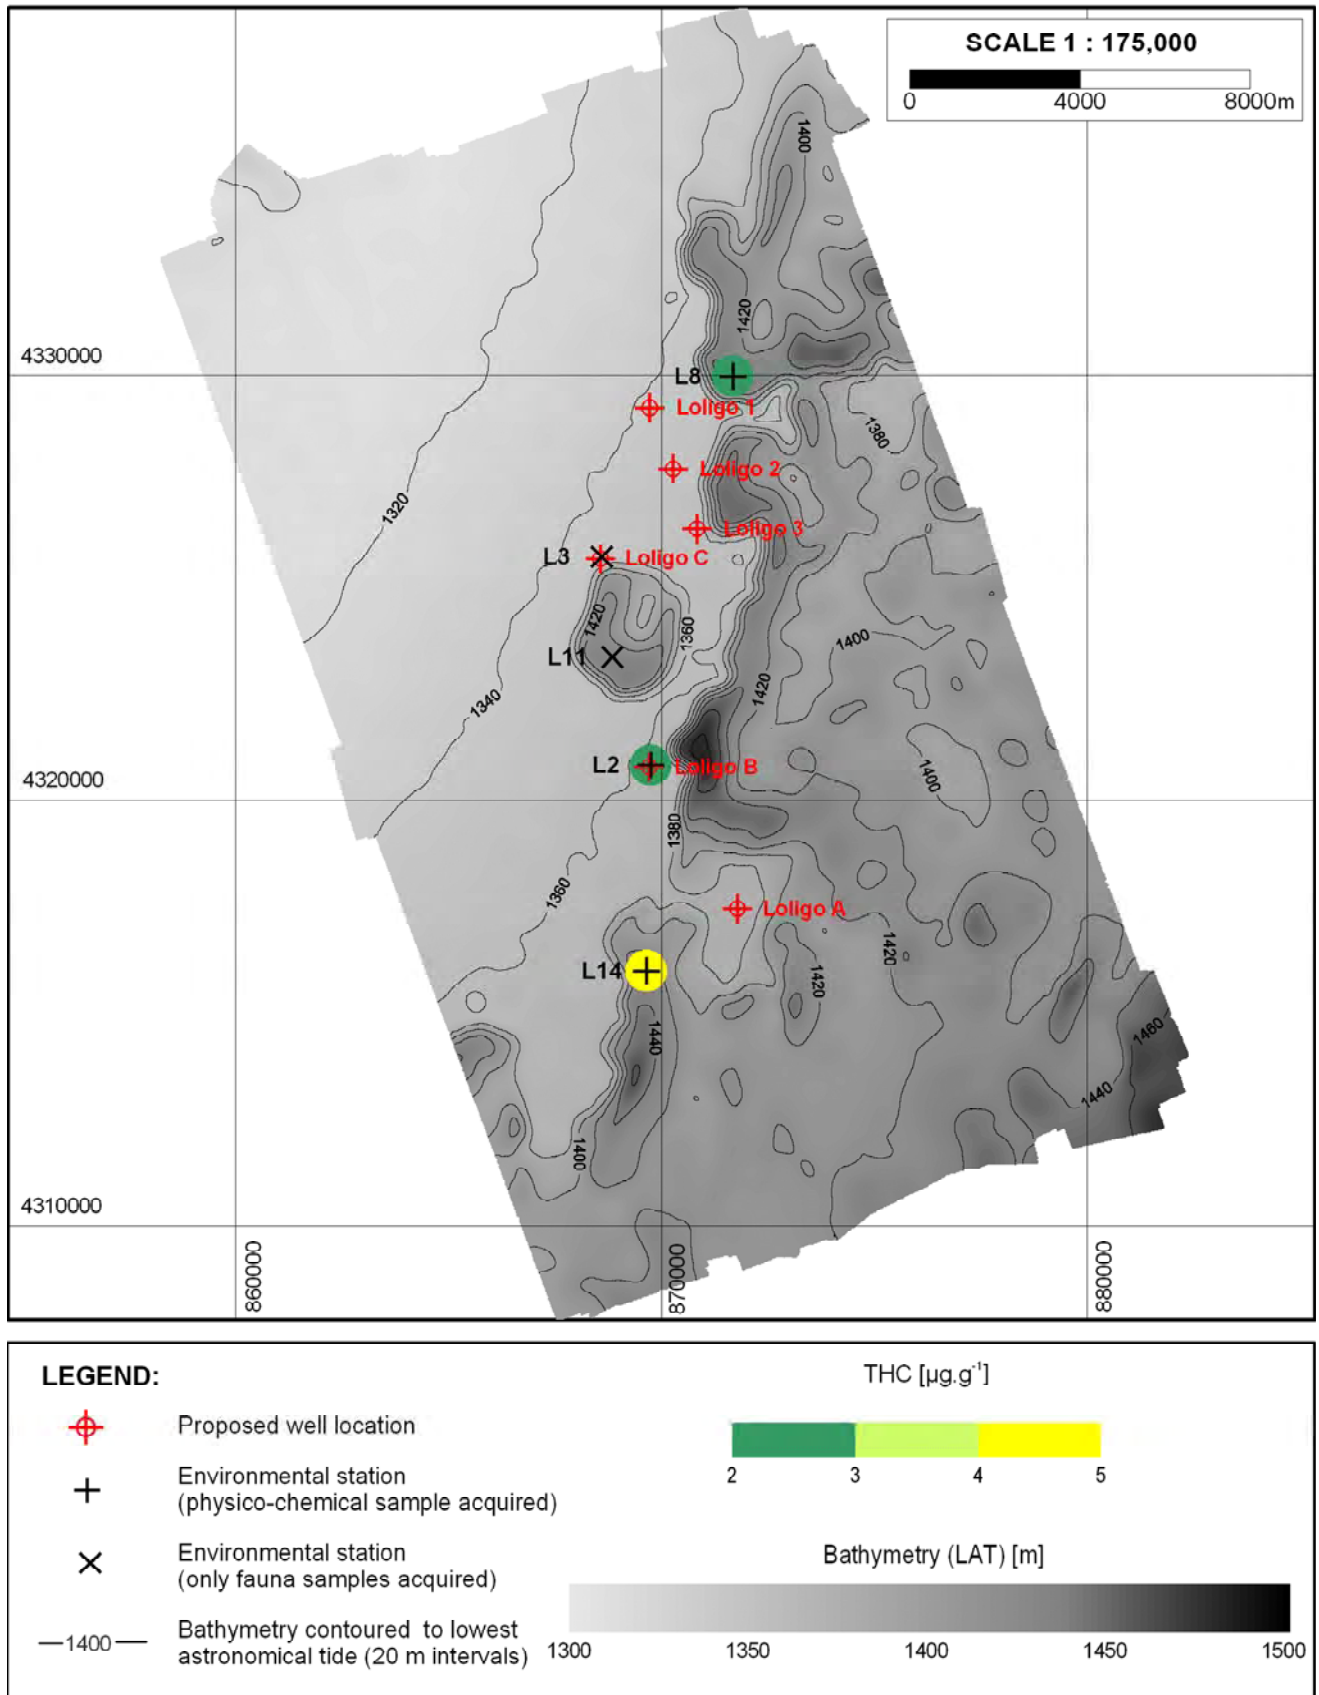 SCALE 1 : 175,000
0 4000 8000m
1400
1420
4330000
L8
Loligo 1
1380
Loligo 2
1320
Loligo 3
L3
Loligo C
1420
1360
1400
L11
1420
1340
L2
Loligo B
4320000
1400
1380
1360
Loligo A
1420
L14
1420
1440
1460
1440
1400
4310000
860000
870000
880000
LEGEND:
Proposed well location
Environmental station
(physico-chemical sample acquired)
Environmental station
(only fauna samples acquired)
—1400—
Bathymetry contoured to lowest
astronomical tide (20 m intervals)
THC [µg.g⁻¹]
2 3 4 5
Bathymetry (LAT) [m]
1300 1350 1400 1450 1500